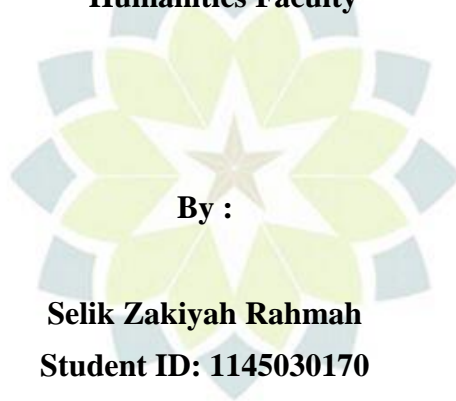 Humanities Faculty
By :
Selik Zakiyah Rahmah
Student ID: 1145030170